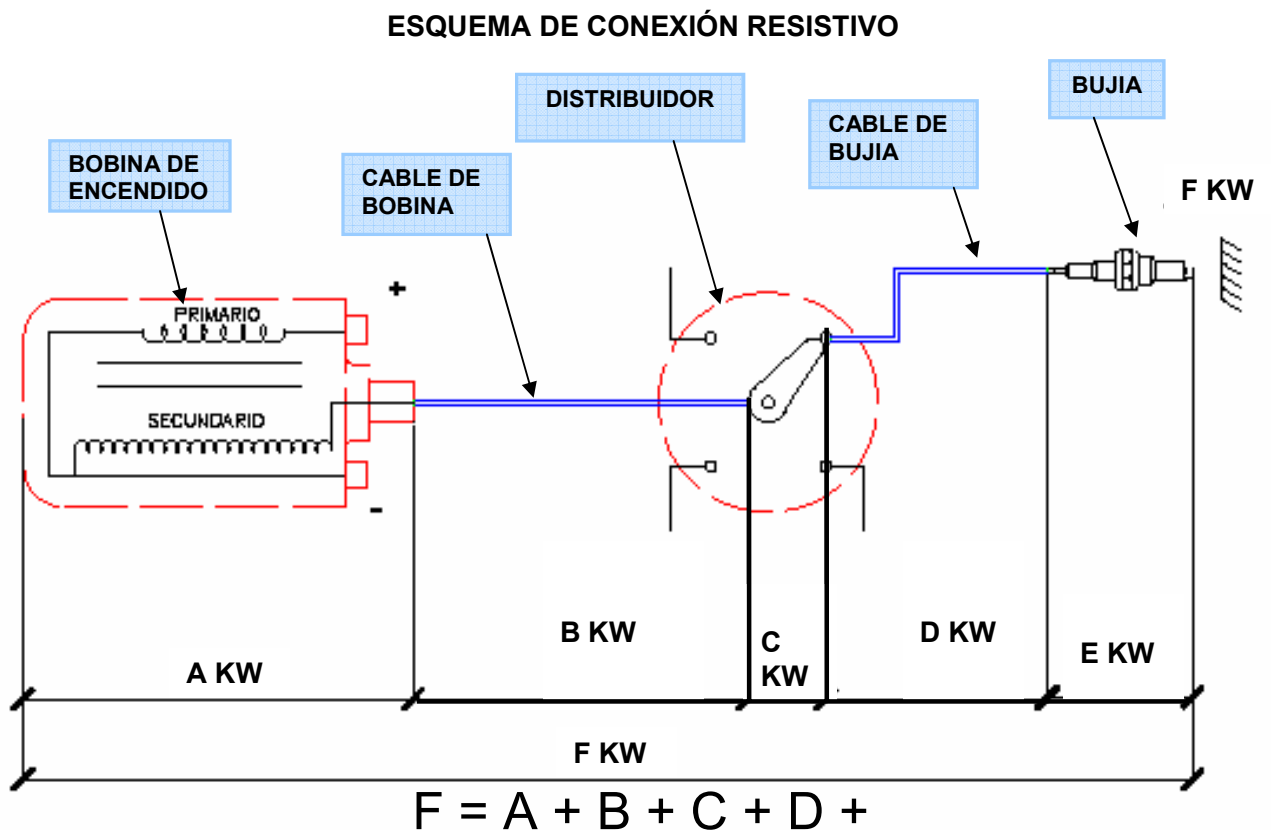 ESQUEMA DE CONEXIÓN RESISTIVO
BUJIA
DISTRIBUIDOR
CABLE DE
BUJIA
BOBINA DE
ENCENDIDO
CABLE DE
BOBINA
F KW
+
PRIMARIO
SECUNDARIO
-
B KW
C
KW
D KW
E KW
A KW
F KW
F = A + B + C + D +